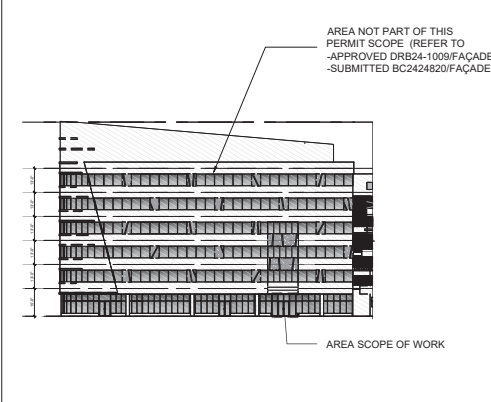 AREA NOT PART OF THIS
PERMIT SCOPE (REFER TO
-APPROVED DRB24-1009/FAÇADE
-SUBMITTED BC2424820/FAÇADE
AREA SCOPE OF WORK